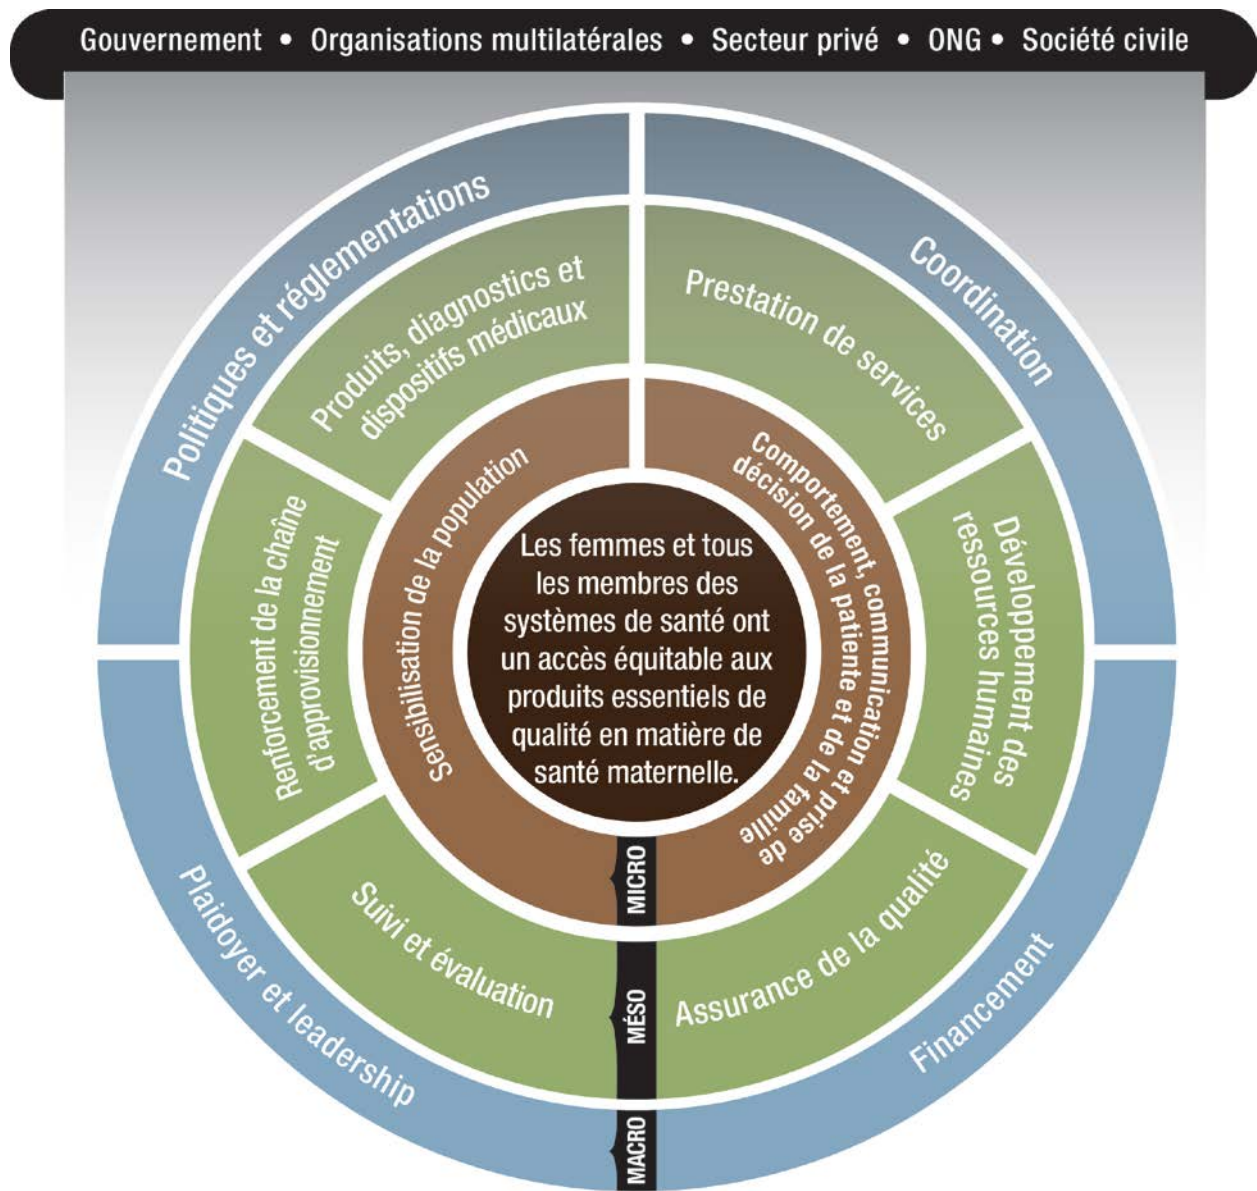 Gouvernement • Organisations multilatérales • Secteur privé • ONG • Société civile
Politiques et réglementations
Coordination
Produits, diagnostics et
dispositifs médicaux
Prestation de services
Sensibilisation de la population
Comportement, communication et prise de
décision de la patiente et de la famille
Les femmes et tous
les membres des
systèmes de santé ont
un accès équitable aux
produits essentiels de
qualité en matière de
santé maternelle.
Renforcement de la chaîne
d'approvisionnement
Développement des
ressources humaines
Suivi et évaluation
Assurance de la qualité
Plaidoyer et leadership
Financement
MICRO
MÉSO
MACRO